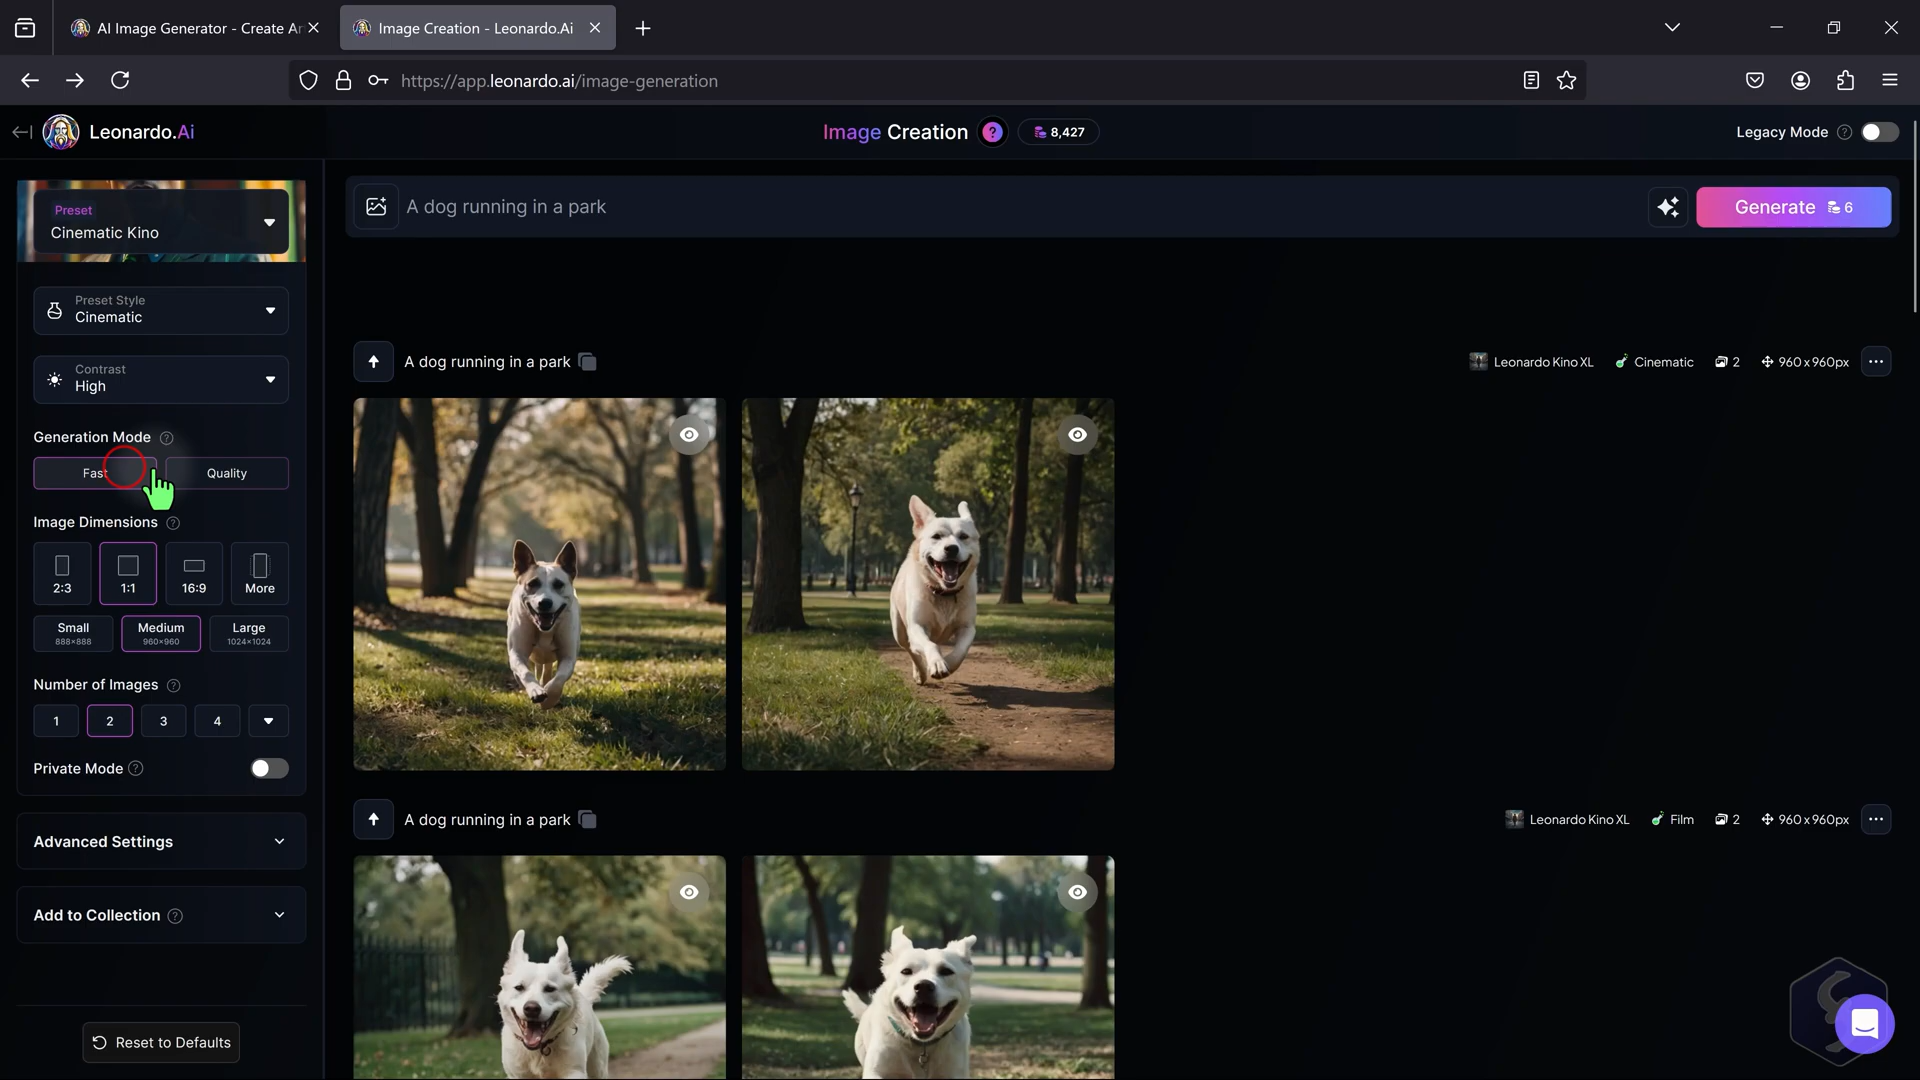 AI Image Generator - Create Ar
Image Creation - Leonardo.Ai
https://app.leonardo.ai/image-generation
Leonardo.Ai
Image Creation
?
8,427
Legacy Mode ?
Preset
Cinematic Kino
A dog running in a park
Generate 6
Preset Style
Cinematic
Contrast
High
A dog running in a park
Leonardo Kino XL
Cinematic
2
960 x 960px
Generation Mode ?
Fast
Quality
Image Dimensions ?
2:3
1:1
16:9
More
Small
888×888
Medium
960×960
Large
1024×1024
Number of Images ?
1
2
3
4
Private Mode ?
A dog running in a park
Leonardo Kino XL
Film
2
960 x 960px
Advanced Settings
Add to Collection ?
Reset to Defaults